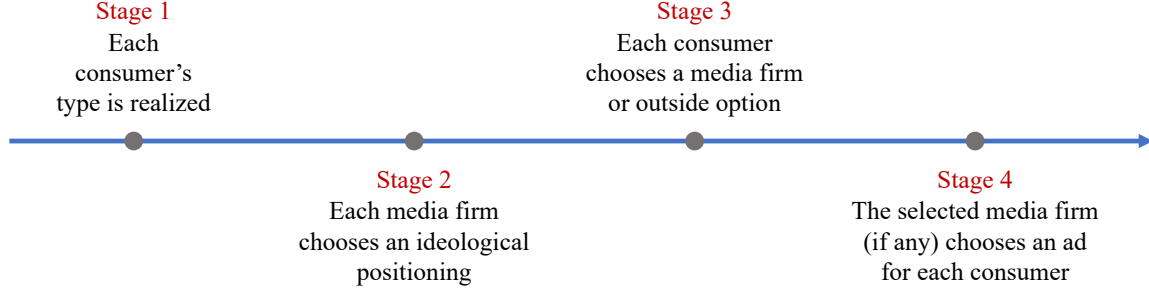 Stage 1
Each
consumer’s
type is realized
Stage 2
Each media firm
chooses an ideological
positioning
Stage 3
Each consumer
chooses a media firm
or outside option
Stage 4
The selected media firm
(if any) chooses an ad
for each consumer